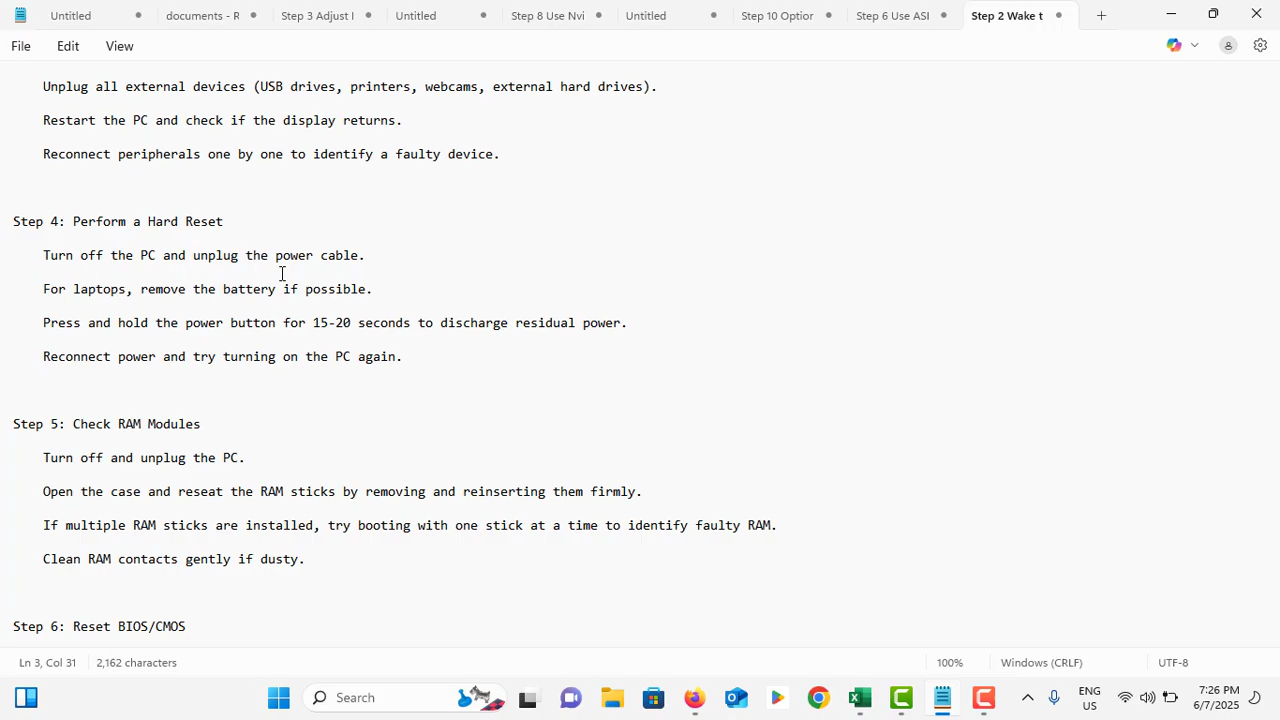 Untitled
documents - R
Step 3 Adjust I
Untitled
Step 8 Use Nvi
Untitled
Step 10 Option
Step 6 Use ASI
Step 2 Wake t
File Edit View
Unplug all external devices (USB drives, printers, webcams, external hard drives).
Restart the PC and check if the display returns.
Reconnect peripherals one by one to identify a faulty device.
Step 4: Perform a Hard Reset
Turn off the PC and unplug the power cable.
For laptops, remove the battery if possible.
Press and hold the power button for 15-20 seconds to discharge residual power.
Reconnect power and try turning on the PC again.
Step 5: Check RAM Modules
Turn off and unplug the PC.
Open the case and reseat the RAM sticks by removing and reinserting them firmly.
If multiple RAM sticks are installed, try booting with one stick at a time to identify faulty RAM.
Clean RAM contacts gently if dusty.
Step 6: Reset BIOS/CMOS
Ln 3, Col 31 2,162 characters 100% Windows (CRLF) UTF-8
Search
ENG
US
7:26 PM
6/7/2025